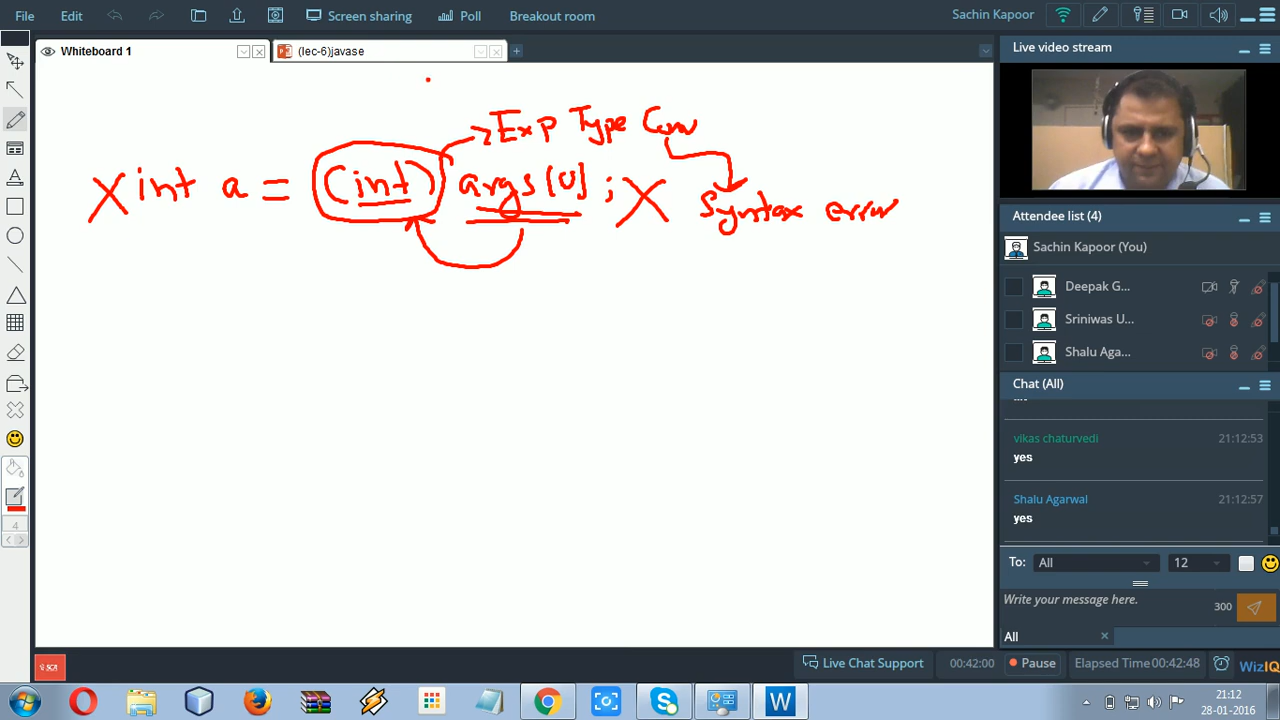 File Edit Screen sharing Poll Breakout room Sachin Kapoor
Whiteboard 1 (lec-6)javase
Live video stream
Exp Type Conv
X int a = (int) args[0]; X Syntax error
Attendee list (4)
Sachin Kapoor (You)
Deepak G...
Sriniwas U...
Shalu Aga...
Chat (All)
vikas chaturvedi 21:12:53
yes
Shalu Agarwal 21:12:57
yes
To: All 12
Write your message here. 300
All
4
Live Chat Support 00:42:00 Pause Elapsed Time 00:42:48 WizIQ
21:12
28-01-2016